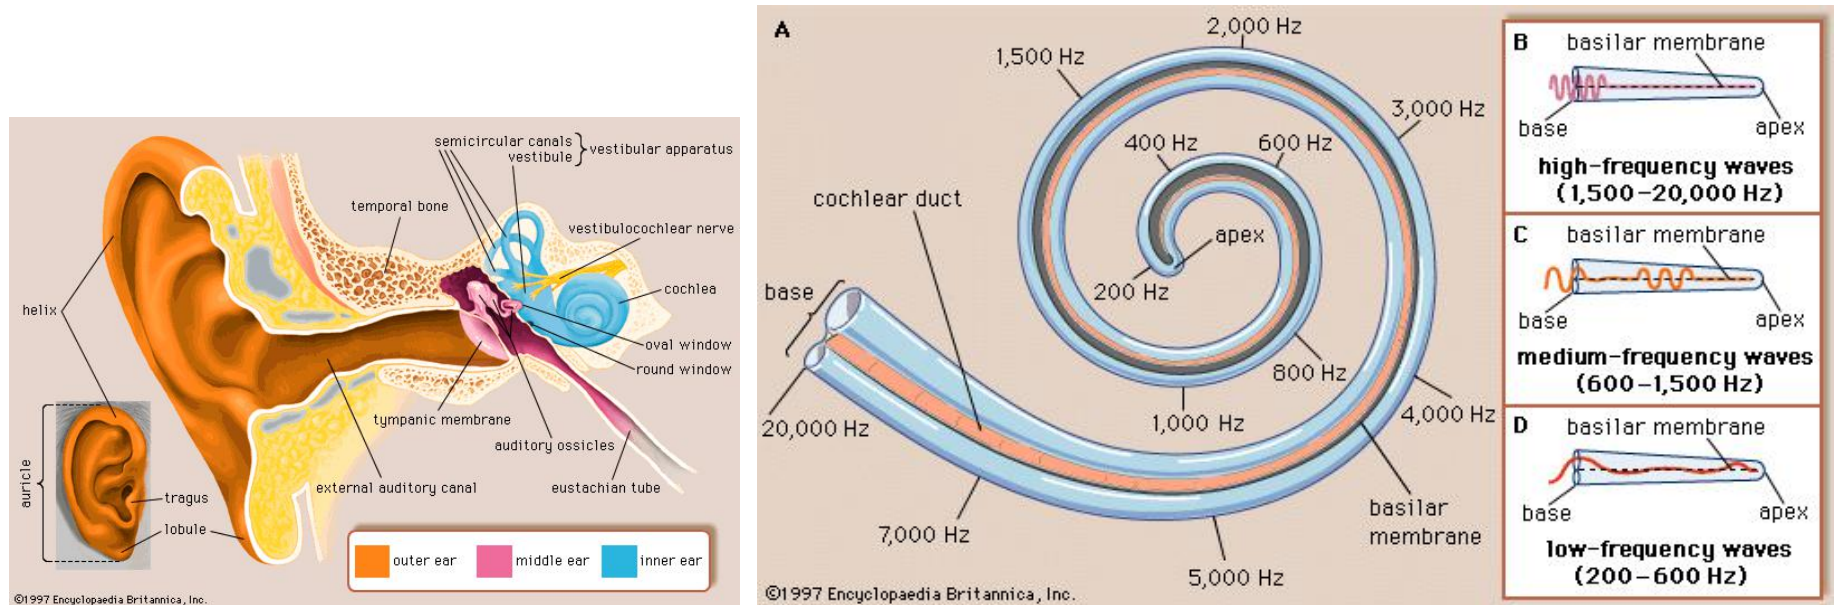 semicircular canals
vestibule
vestibular apparatus
temporal bone
vestibulocochlear nerve
cochlea
helix
oval window
round window
tympanic membrane
auditory ossicles
external auditory canal
eustachian tube
auricle
tragus
lobule
outer ear
middle ear
inner ear
©1997 Encyclopaedia Britannica, Inc.
A
2,000 Hz
1,500 Hz
3,000 Hz
400 Hz
600 Hz
cochlear duct
apex
200 Hz
base
800 Hz
1,000 Hz
4,000 Hz
20,000 Hz
basilar
membrane
7,000 Hz
5,000 Hz
©1997 Encyclopaedia Britannica, Inc.
B
basilar membrane
base
apex
high-frequency waves
(1,500–20,000 Hz)
C
basilar membrane
base
apex
medium-frequency waves
(600–1,500 Hz)
D
basilar membrane
base
apex
low-frequency waves
(200–600 Hz)